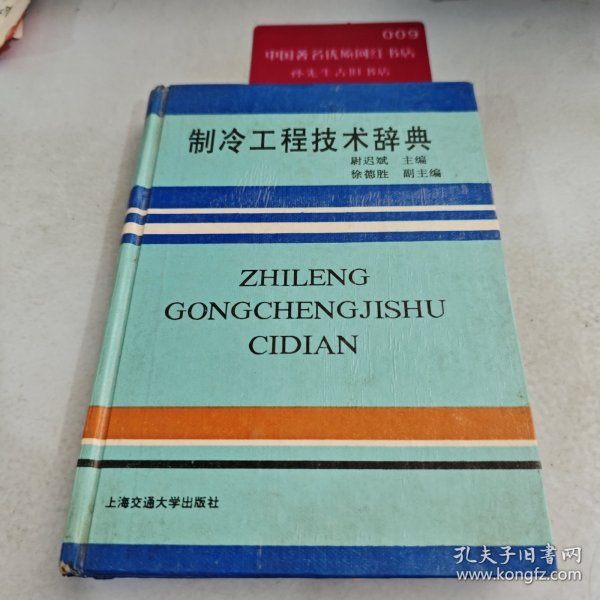 009
中国著名优质网红书店
孙先生古旧书店
制冷工程技术辞典
尉迟斌 主编
徐德胜 副主编
ZHILENG
GONGCHENGJISHU
CIDIAN
上海交通大学出版社
孔夫子旧书网
www.kongfz.com